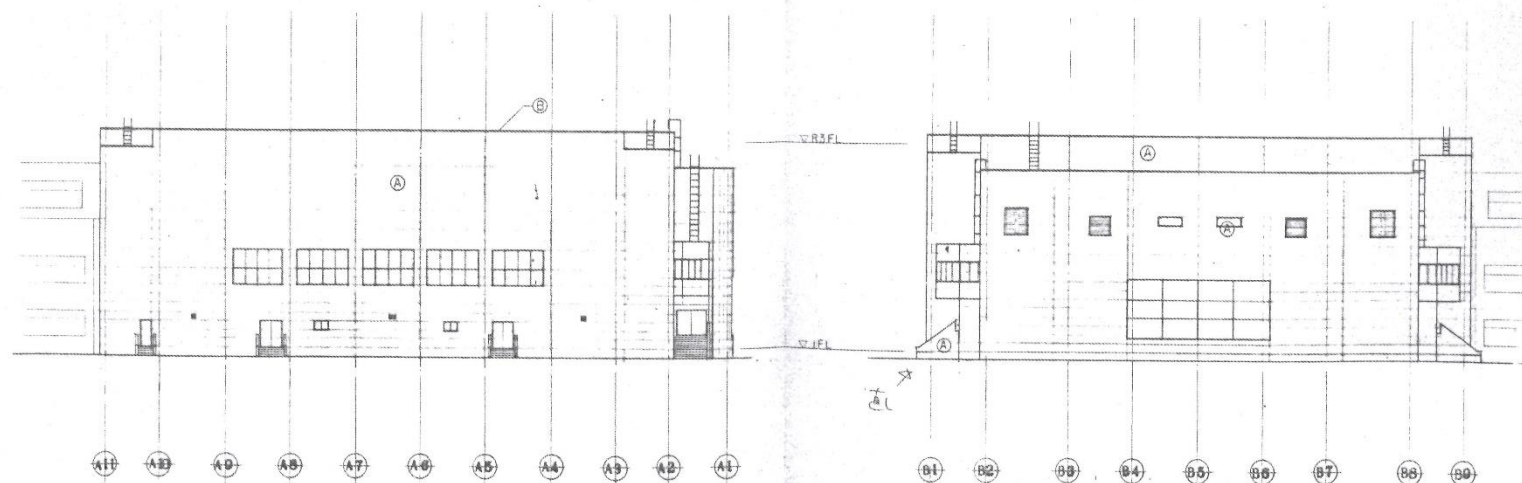 Ⓑ
▽R3FL
Ⓐ
Ⓐ
Ⓐ
▽1FL
Ⓐ
A11 A10 A9 A8 A7 A6 A5 A4 A3 A2 A1
B1 B2 B3 B4 B5 B6 B7 B8 B9